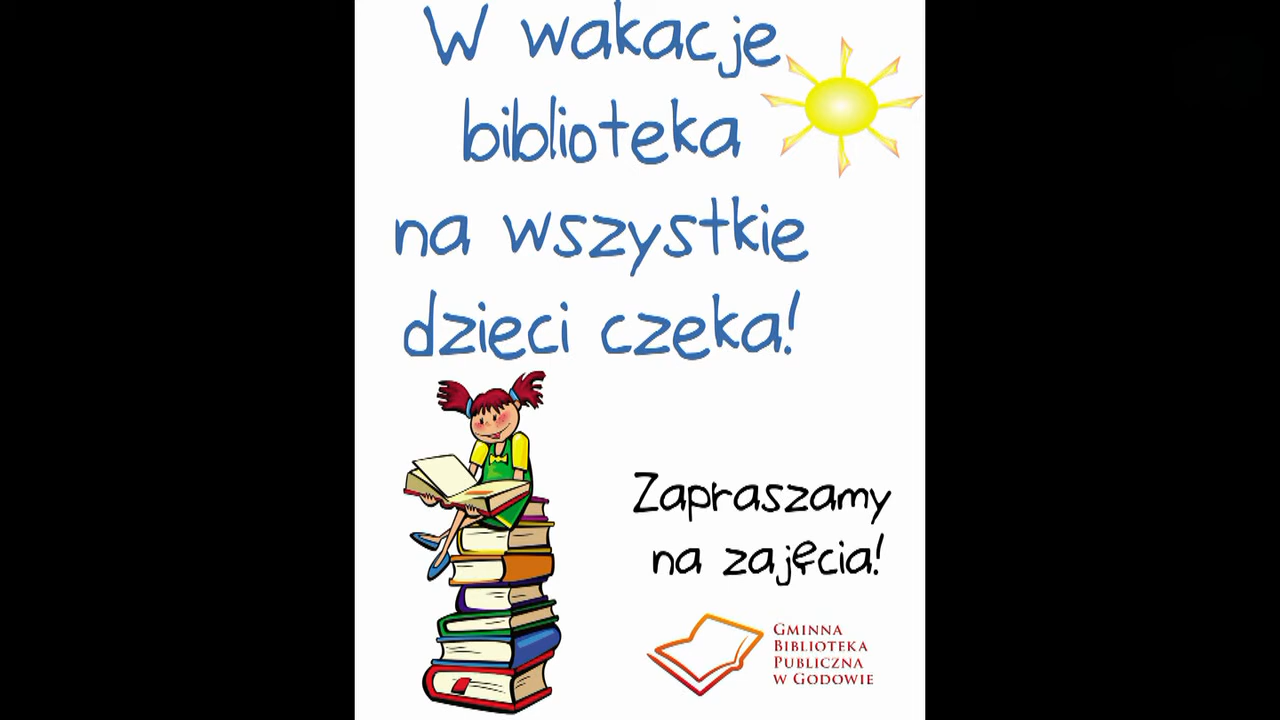 W wakacje
biblioteka
na wszystkie
dzieci czeka!
Zapraszamy
na zajęcia!
GMINNA
BIBLIOTEKA
PUBLICZNA
W GODOWIE